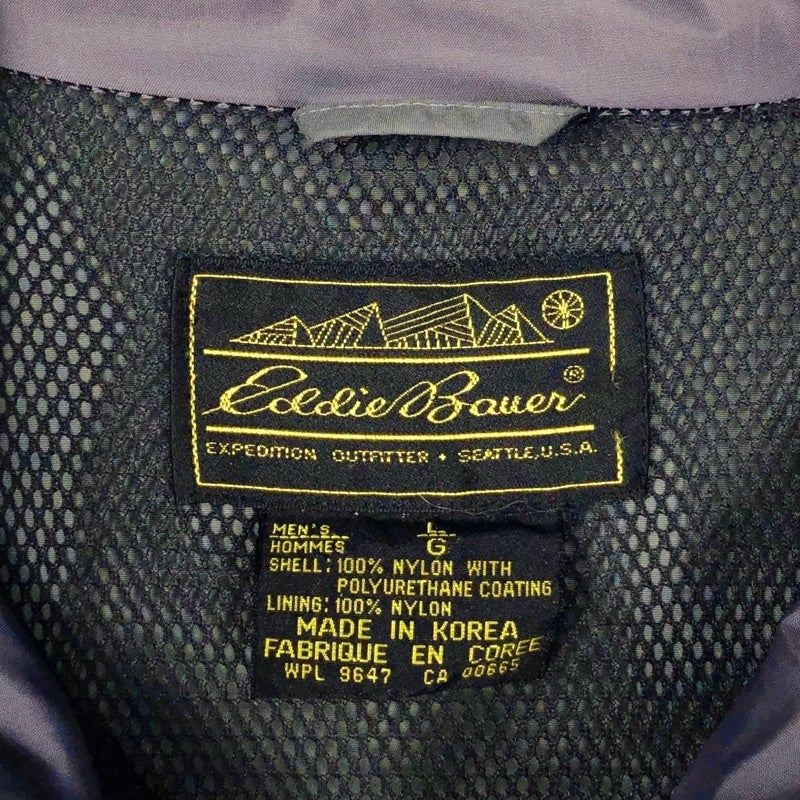 Eddie Bauer®
EXPEDITION OUTFITTER • SEATTLE, U.S.A.
MEN'S L
HOMMES G
SHELL: 100% NYLON WITH
POLYURETHANE COATING
LINING: 100% NYLON
MADE IN KOREA
FABRIQUE EN COREE
WPL 9647 CA 00665